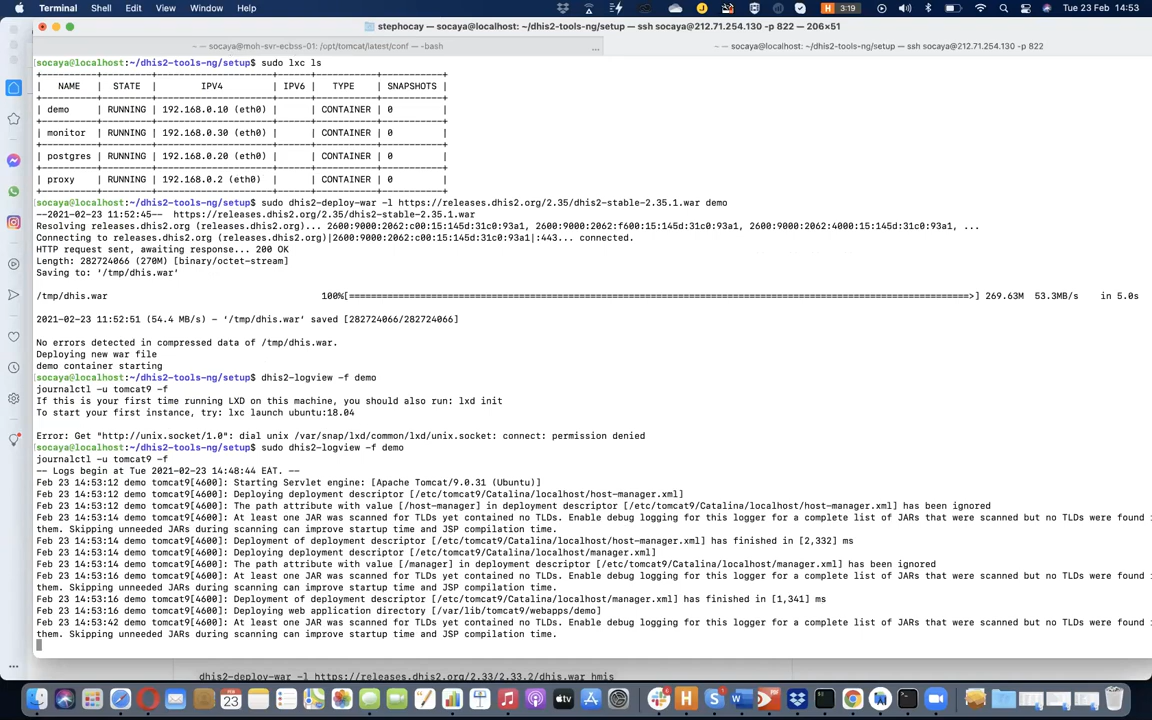 Terminal Shell Edit View Window Help H 3:19 Tue 23 Feb 14:53
stephocay — socaya@localhost: ~/dhis2-tools-ng/setup — ssh socaya@212.71.254.130 -p 822 — 206×51
~ — socaya@moh-svr-ecbss-01: /opt/tomcat/latest/conf — -bash ... ~ — socaya@localhost: ~/dhis2-tools-ng/setup — ssh socaya@212.71.254.130 -p 822
socaya@localhost:~/dhis2-tools-ng/setup$ sudo lxc ls
+----------+---------+---------------------+------+-----------+-----------+
| NAME | STATE | IPV4 | IPV6 | TYPE | SNAPSHOTS |
+----------+---------+---------------------+------+-----------+-----------+
| demo | RUNNING | 192.168.0.10 (eth0) | | CONTAINER | 0 |
+----------+---------+---------------------+------+-----------+-----------+
| monitor | RUNNING | 192.168.0.30 (eth0) | | CONTAINER | 0 |
+----------+---------+---------------------+------+-----------+-----------+
| postgres | RUNNING | 192.168.0.20 (eth0) | | CONTAINER | 0 |
+----------+---------+---------------------+------+-----------+-----------+
| proxy | RUNNING | 192.168.0.2 (eth0) | | CONTAINER | 0 |
+----------+---------+---------------------+------+-----------+-----------+
socaya@localhost:~/dhis2-tools-ng/setup$ sudo dhis2-deploy-war -l https://releases.dhis2.org/2.35/dhis2-stable-2.35.1.war demo
--2021-02-23 11:52:45-- https://releases.dhis2.org/2.35/dhis2-stable-2.35.1.war
Resolving releases.dhis2.org (releases.dhis2.org)... 2600:9000:2062:c00:15:145d:31c0:93a1, 2600:9000:2062:f600:15:145d:31c0:93a1, 2600:9000:2062:4000:15:145d:31c0:93a1, ...
Connecting to releases.dhis2.org (releases.dhis2.org)|2600:9000:2062:c00:15:145d:31c0:93a1|:443... connected.
HTTP request sent, awaiting response... 200 OK
Length: 282724066 (270M) [binary/octet-stream]
Saving to: ‘/tmp/dhis.war’
/tmp/dhis.war 100%[===================================================================================================>] 269.63M 53.3MB/s in 5.0s
2021-02-23 11:52:51 (54.4 MB/s) - ‘/tmp/dhis.war’ saved [282724066/282724066]
No errors detected in compressed data of /tmp/dhis.war.
Deploying new war file
demo container starting
socaya@localhost:~/dhis2-tools-ng/setup$ dhis2-logview -f demo
journalctl -u tomcat9 -f
If this is your first time running LXD on this machine, you should also run: lxd init
To start your first instance, try: lxc launch ubuntu:18.04
Error: Get "http://unix.socket/1.0": dial unix /var/snap/lxd/common/lxd/unix.socket: connect: permission denied
socaya@localhost:~/dhis2-tools-ng/setup$ sudo dhis2-logview -f demo
journalctl -u tomcat9 -f
-- Logs begin at Tue 2021-02-23 14:48:44 EAT. --
Feb 23 14:53:12 demo tomcat9[4600]: Starting Servlet engine: [Apache Tomcat/9.0.31 (Ubuntu)]
Feb 23 14:53:12 demo tomcat9[4600]: Deploying deployment descriptor [/etc/tomcat9/Catalina/localhost/host-manager.xml]
Feb 23 14:53:12 demo tomcat9[4600]: The path attribute with value [/host-manager] in deployment descriptor [/etc/tomcat9/Catalina/localhost/host-manager.xml] has been ignored
Feb 23 14:53:14 demo tomcat9[4600]: At least one JAR was scanned for TLDs yet contained no TLDs. Enable debug logging for this logger for a complete list of JARs that were scanned but no TLDs were found i
them. Skipping unneeded JARs during scanning can improve startup time and JSP compilation time.
Feb 23 14:53:14 demo tomcat9[4600]: Deployment of deployment descriptor [/etc/tomcat9/Catalina/localhost/host-manager.xml] has finished in [2,332] ms
Feb 23 14:53:14 demo tomcat9[4600]: Deploying deployment descriptor [/etc/tomcat9/Catalina/localhost/manager.xml]
Feb 23 14:53:14 demo tomcat9[4600]: The path attribute with value [/manager] in deployment descriptor [/etc/tomcat9/Catalina/localhost/manager.xml] has been ignored
Feb 23 14:53:16 demo tomcat9[4600]: At least one JAR was scanned for TLDs yet contained no TLDs. Enable debug logging for this logger for a complete list of JARs that were scanned but no TLDs were found i
them. Skipping unneeded JARs during scanning can improve startup time and JSP compilation time.
Feb 23 14:53:16 demo tomcat9[4600]: Deployment of deployment descriptor [/etc/tomcat9/Catalina/localhost/manager.xml] has finished in [1,341] ms
Feb 23 14:53:16 demo tomcat9[4600]: Deploying web application directory [/var/lib/tomcat9/webapps/demo]
Feb 23 14:53:42 demo tomcat9[4600]: At least one JAR was scanned for TLDs yet contained no TLDs. Enable debug logging for this logger for a complete list of JARs that were scanned but no TLDs were found i
them. Skipping unneeded JARs during scanning can improve startup time and JSP compilation time.
dhis2-deploy-war -l https://releases.dhis2.org/2.33/2.33.2/dhis.war hmis